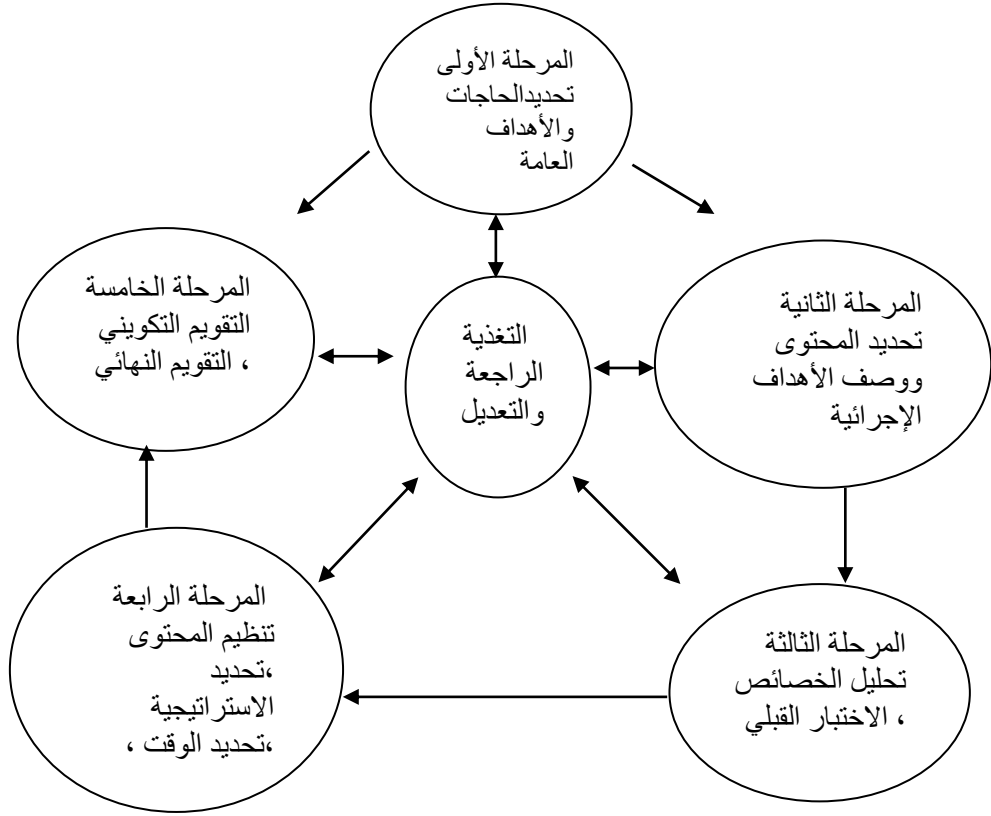 المرحلة الأولى
تحديدالحاجات
والأهداف
العامة
المرحلة الثانية
تحديد المحتوى
ووصف الأهداف
الإجرائية
المرحلة الثالثة
تحليل الخصائص
، الاختبار القبلي
المرحلة الرابعة
تنظيم المحتوى
،تحديد
الاستراتيجية
،تحديد الوقت ،
المرحلة الخامسة
التقويم التكويني
، التقويم النهائي
التغذية
الراجعة
والتعديل